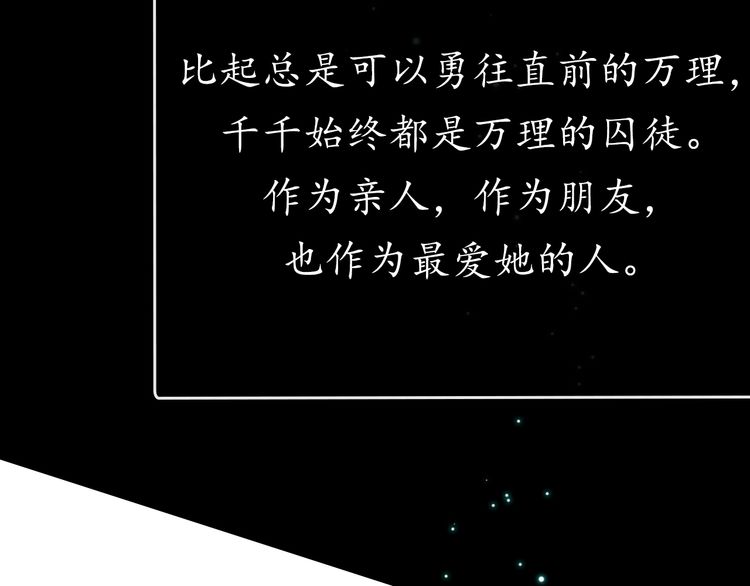 比起总是可以勇往直前的万理，
千千始终都是万理的囚徒。
作为亲人，作为朋友，
也作为最爱她的人。